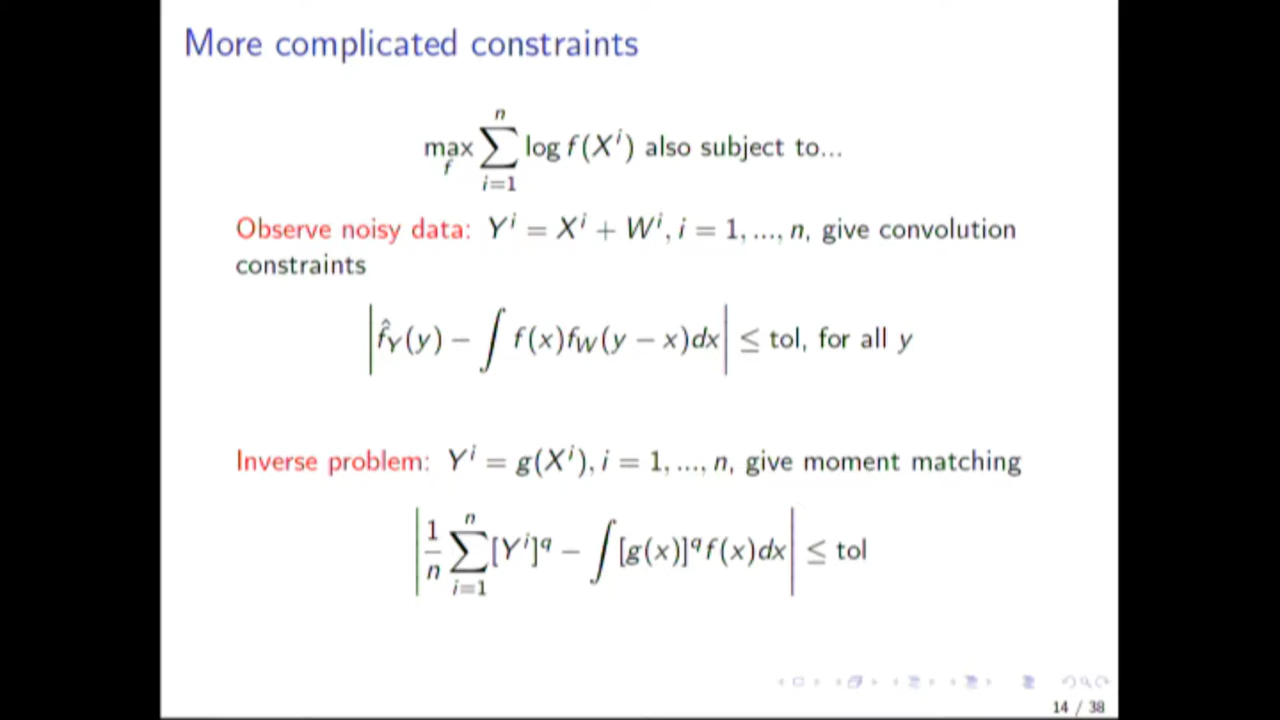 More complicated constraints
max_f ∑_{i=1}^{n} log f(X^i) also subject to...
Observe noisy data: Y^i = X^i + W^i, i = 1, ..., n, give convolution
constraints
|f̂_Y(y) − ∫ f(x)f_W(y − x)dx| ≤ tol, for all y
Inverse problem: Y^i = g(X^i), i = 1, ..., n, give moment matching
|1/n ∑_{i=1}^{n} [Y^i]^q − ∫[g(x)]^q f(x)dx| ≤ tol
14 / 38